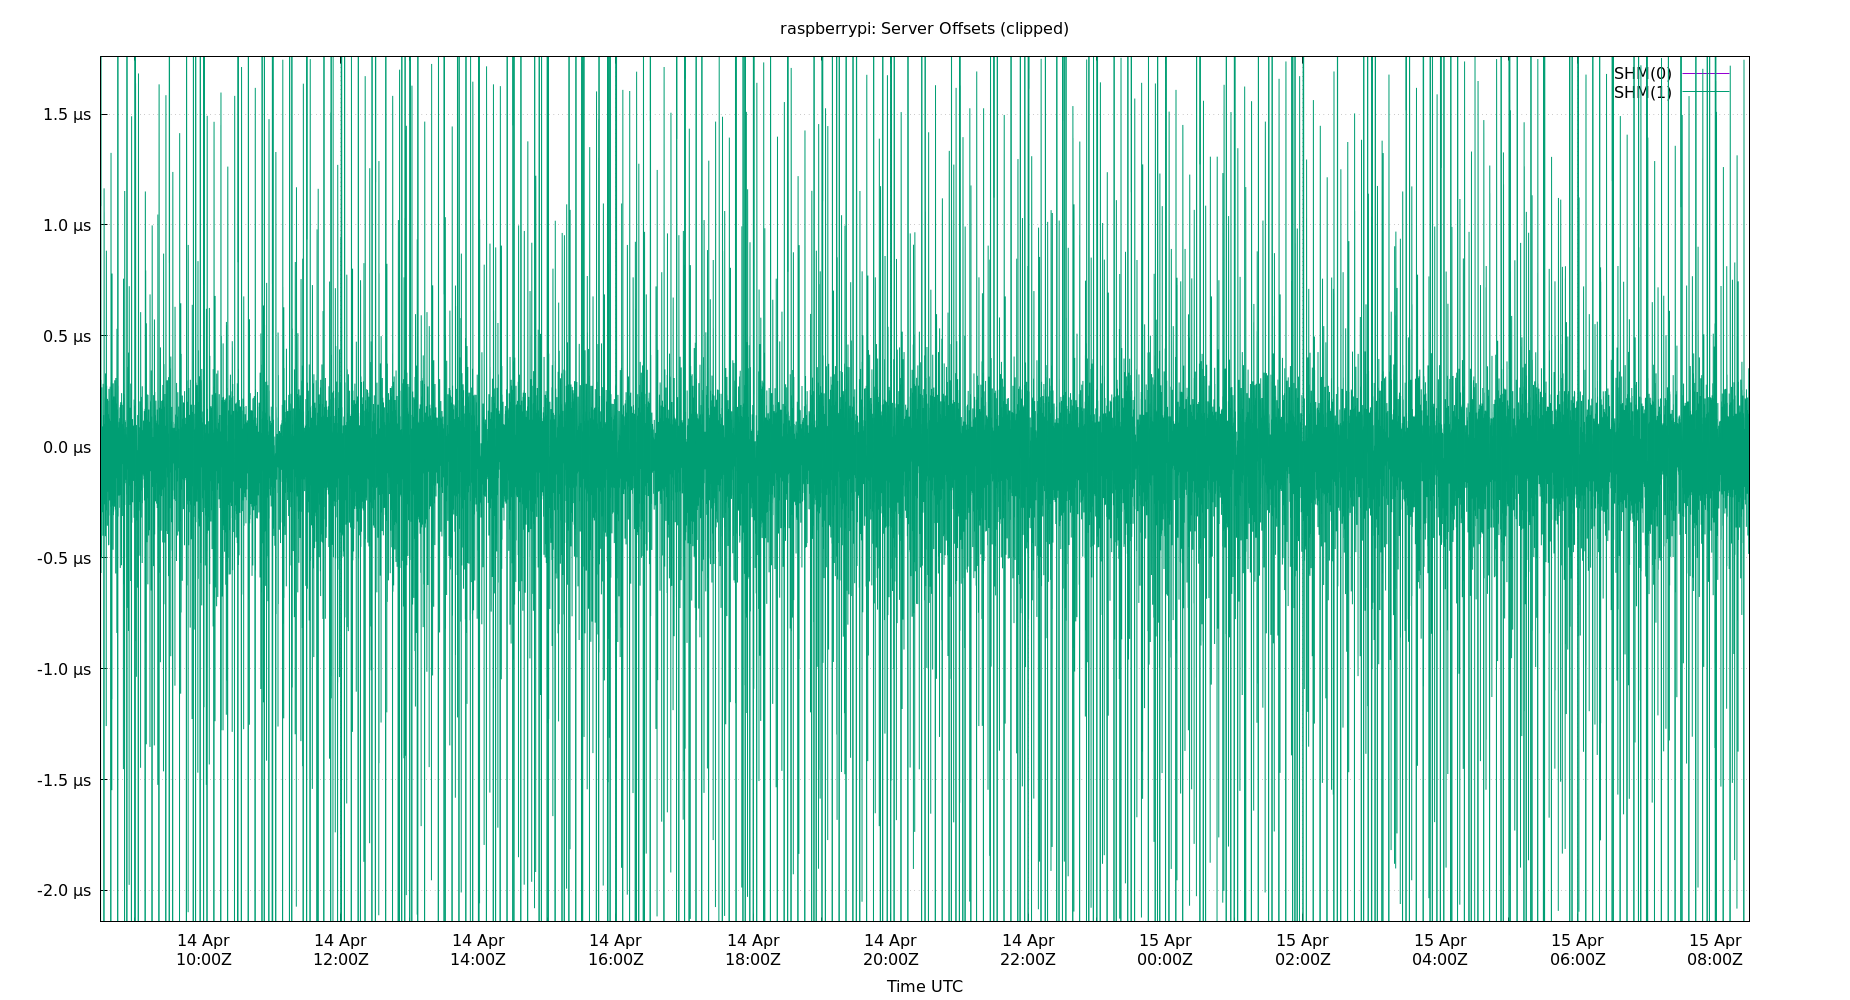 raspberrypi: Server Offsets (clipped)
SHM(0)
SHM(1)
1.5 µs
1.0 µs
0.5 µs
0.0 µs
-0.5 µs
-1.0 µs
-1.5 µs
-2.0 µs
14 Apr 14 Apr 14 Apr 14 Apr 14 Apr 14 Apr 14 Apr 15 Apr 15 Apr 15 Apr 15 Apr 15 Apr
10:00Z 12:00Z 14:00Z 16:00Z 18:00Z 20:00Z 22:00Z 00:00Z 02:00Z 04:00Z 06:00Z 08:00Z
Time UTC